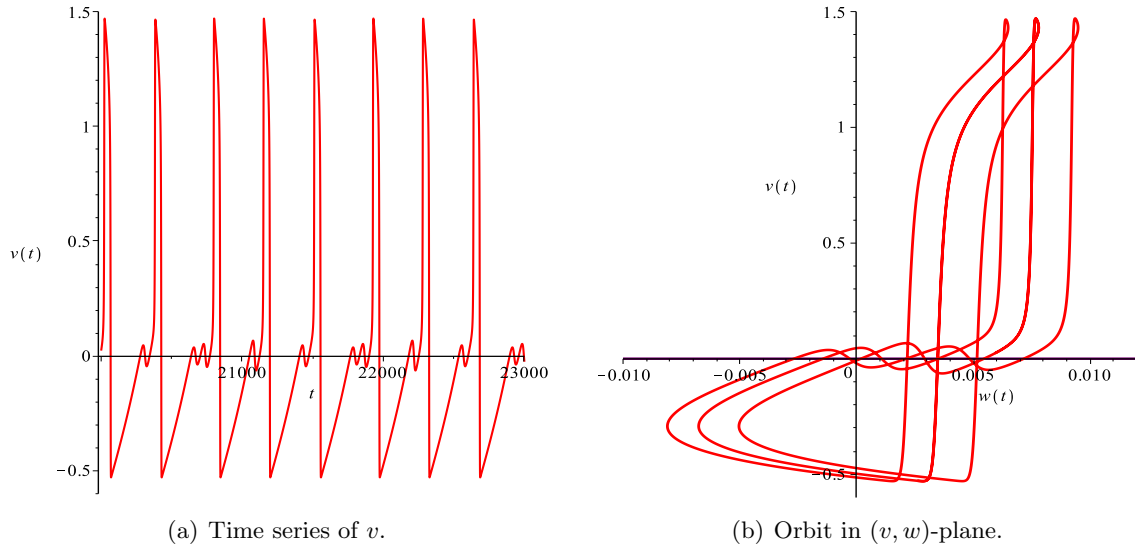 1.5
1
v(t)
0.5
0
21000
22000
23000
t
−0.5
1.5
1
v(t)
0.5
-0.010
-0.005
0
0.005
0.010
w(t)
−0.5
(a) Time series of v.
(b) Orbit in (v, w)-plane.